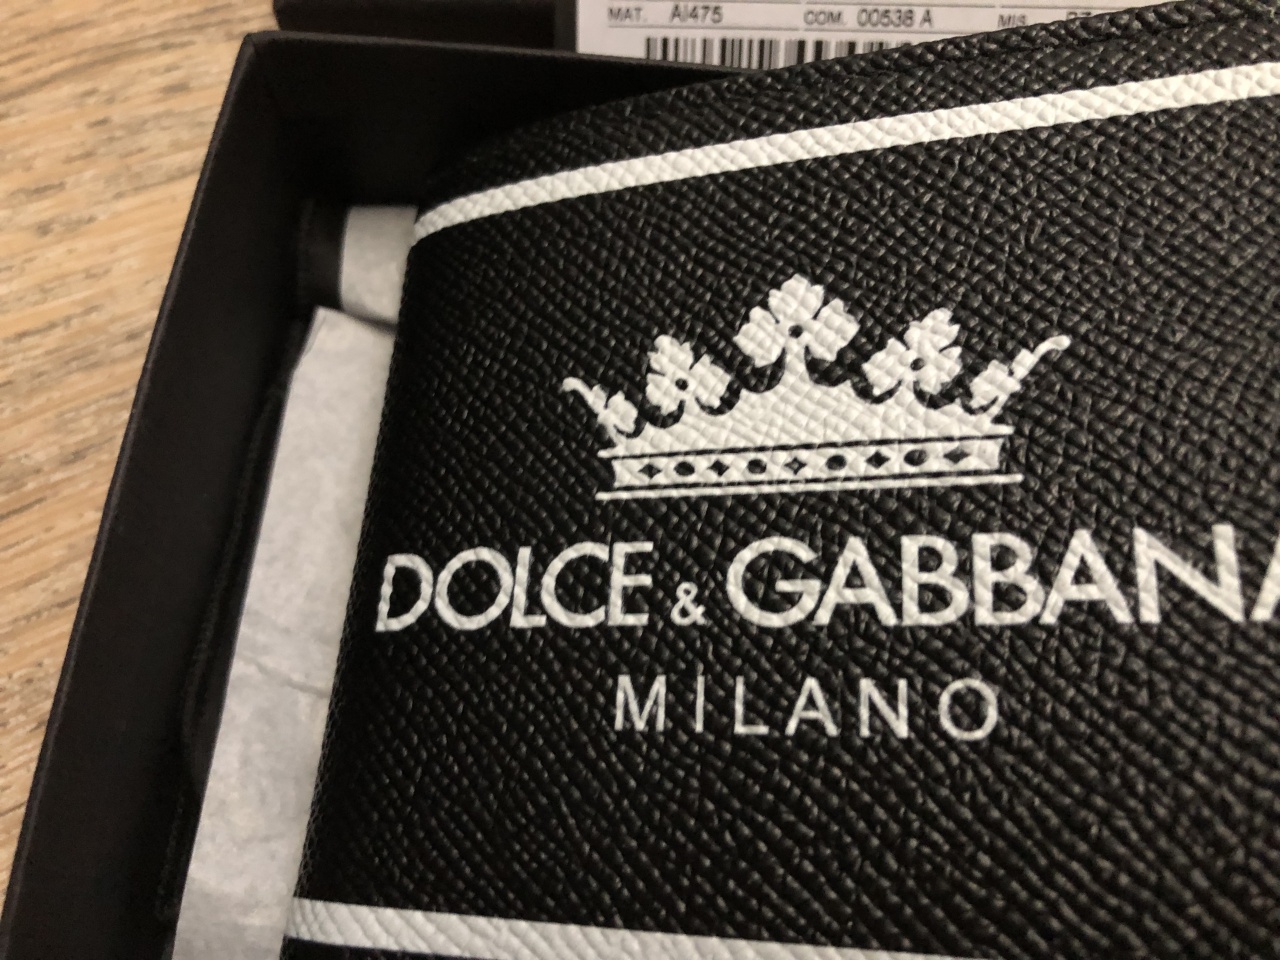 MAT. AI475 COM. 00538 A MIS.
DOLCE & GABBANA
MILANO